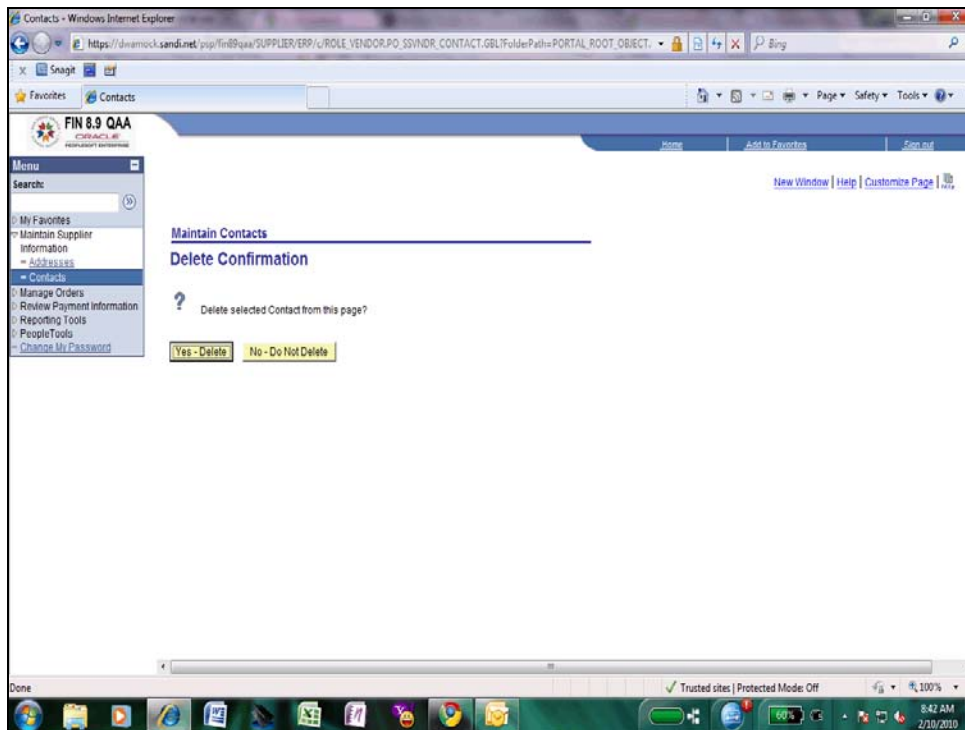 Contacts - Windows Internet Explorer
sandi.net/psp/fin89qaa/SUPPLIER/ERP/c/ROLE_VENDOR.PO_SSVNDR_CONTACT.GBL?FolderPath=PORTAL_ROOT_OBJECT.
Bing
x Snagit
Favorites Contacts Page Safety Tools
FIN 8.9 QAA
ORACLE
PEOPLESOFT ENTERPRISE
Home Add to Favorites Sign out
Menu
New Window | Help | Customize Page |
Search:
My Favorites
Maintain Supplier
Information
– Addresses
– Contacts
Manage Orders
Review Payment Information
Reporting Tools
PeopleTools
– Change My Password
Maintain Contacts
Delete Confirmation
? Delete selected Contact from this page?
Yes - Delete No - Do Not Delete
Done Trusted sites | Protected Mode: Off 100%
60% 8:42 AM
2/10/2010